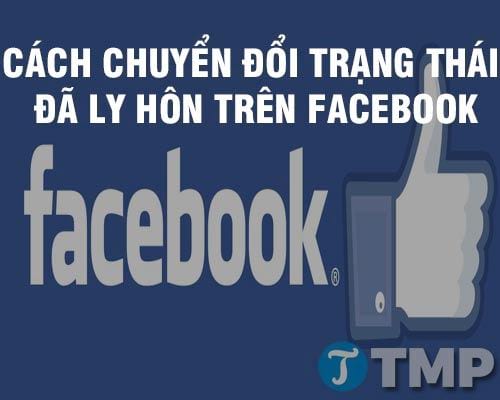 CÁCH CHUYỂN ĐỔI TRẠNG THÁI
ĐÃ LY HÔN TRÊN FACEBOOK
facebook®
T TMP